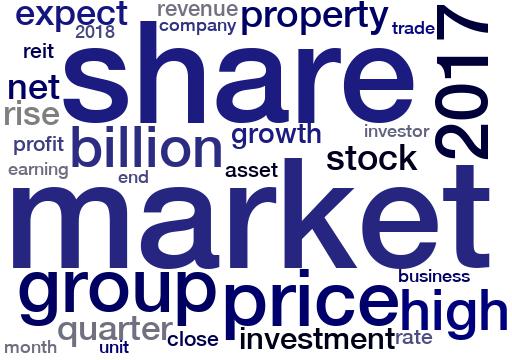 expect revenue property
2018 company trade
reit share 2017
net
rise
profit billion growth investor
earning end asset stock
market
group price business
high
quarter close investment rate
month unit